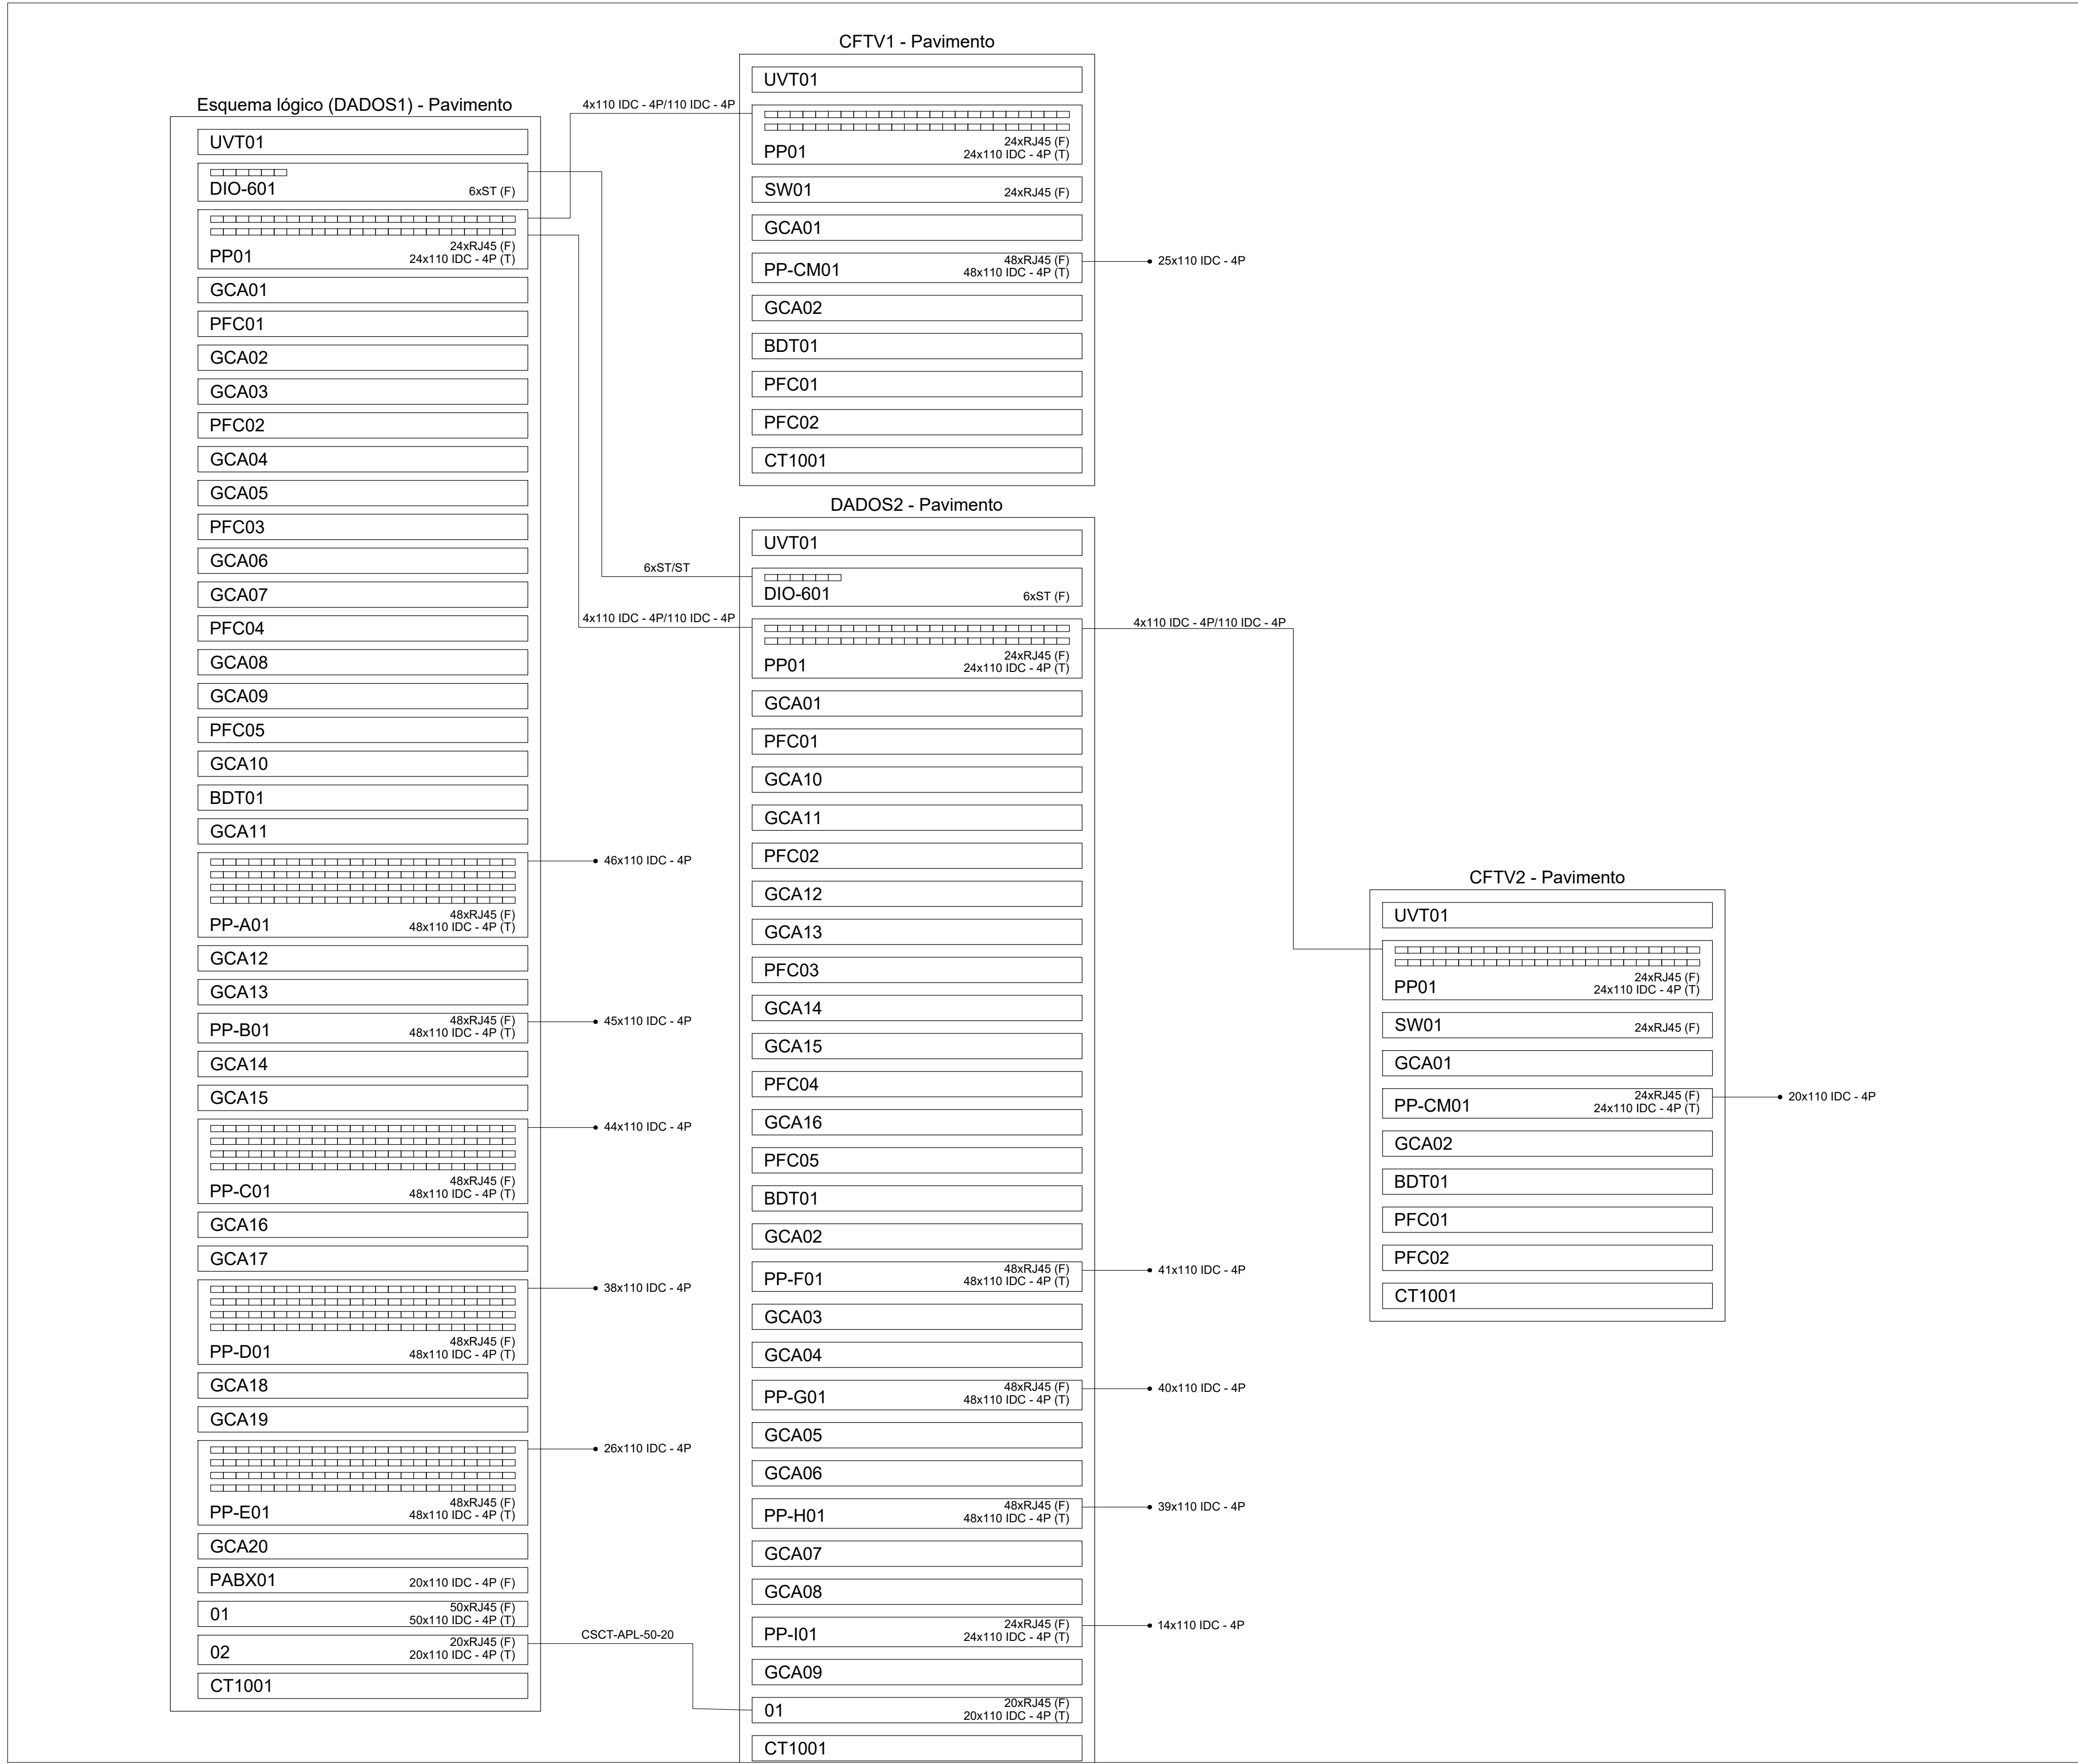 Esquema lógico (DADOS1) - Pavimento
UVT01
DIO-601
6xST (F)
PP01
24xRJ45 (F)
24x110 IDC - 4P (T)
GCA01
PFC01
GCA02
GCA03
PFC02
GCA04
GCA05
PFC03
GCA06
GCA07
PFC04
GCA08
GCA09
PFC05
GCA10
BDT01
GCA11
PP-A01
48xRJ45 (F)
48x110 IDC - 4P (T)
46x110 IDC - 4P
GCA12
GCA13
PP-B01
48xRJ45 (F)
48x110 IDC - 4P (T)
45x110 IDC - 4P
GCA14
GCA15
PP-C01
48xRJ45 (F)
48x110 IDC - 4P (T)
44x110 IDC - 4P
GCA16
GCA17
PP-D01
48xRJ45 (F)
48x110 IDC - 4P (T)
38x110 IDC - 4P
GCA18
GCA19
PP-E01
48xRJ45 (F)
48x110 IDC - 4P (T)
26x110 IDC - 4P
GCA20
PABX01
20x110 IDC - 4P (F)
01
50xRJ45 (F)
50x110 IDC - 4P (T)
02
20xRJ45 (F)
20x110 IDC - 4P (T)
CT1001
4x110 IDC - 4P/110 IDC - 4P
6xST/ST
4x110 IDC - 4P/110 IDC - 4P
CSCT-APL-50-20
CFTV1 - Pavimento
UVT01
PP01
24xRJ45 (F)
24x110 IDC - 4P (T)
SW01
24xRJ45 (F)
GCA01
PP-CM01
48xRJ45 (F)
48x110 IDC - 4P (T)
25x110 IDC - 4P
GCA02
BDT01
PFC01
PFC02
CT1001
DADOS2 - Pavimento
UVT01
DIO-601
6xST (F)
PP01
24xRJ45 (F)
24x110 IDC - 4P (T)
4x110 IDC - 4P/110 IDC - 4P
GCA01
PFC01
GCA10
GCA11
PFC02
GCA12
GCA13
PFC03
GCA14
GCA15
PFC04
GCA16
PFC05
BDT01
GCA02
PP-F01
48xRJ45 (F)
48x110 IDC - 4P (T)
41x110 IDC - 4P
GCA03
GCA04
PP-G01
48xRJ45 (F)
48x110 IDC - 4P (T)
40x110 IDC - 4P
GCA05
GCA06
PP-H01
48xRJ45 (F)
48x110 IDC - 4P (T)
39x110 IDC - 4P
GCA07
GCA08
PP-I01
24xRJ45 (F)
24x110 IDC - 4P (T)
14x110 IDC - 4P
GCA09
01
20xRJ45 (F)
20x110 IDC - 4P (T)
CT1001
CFTV2 - Pavimento
UVT01
PP01
24xRJ45 (F)
24x110 IDC - 4P (T)
SW01
24xRJ45 (F)
GCA01
PP-CM01
24xRJ45 (F)
24x110 IDC - 4P (T)
20x110 IDC - 4P
GCA02
BDT01
PFC01
PFC02
CT1001